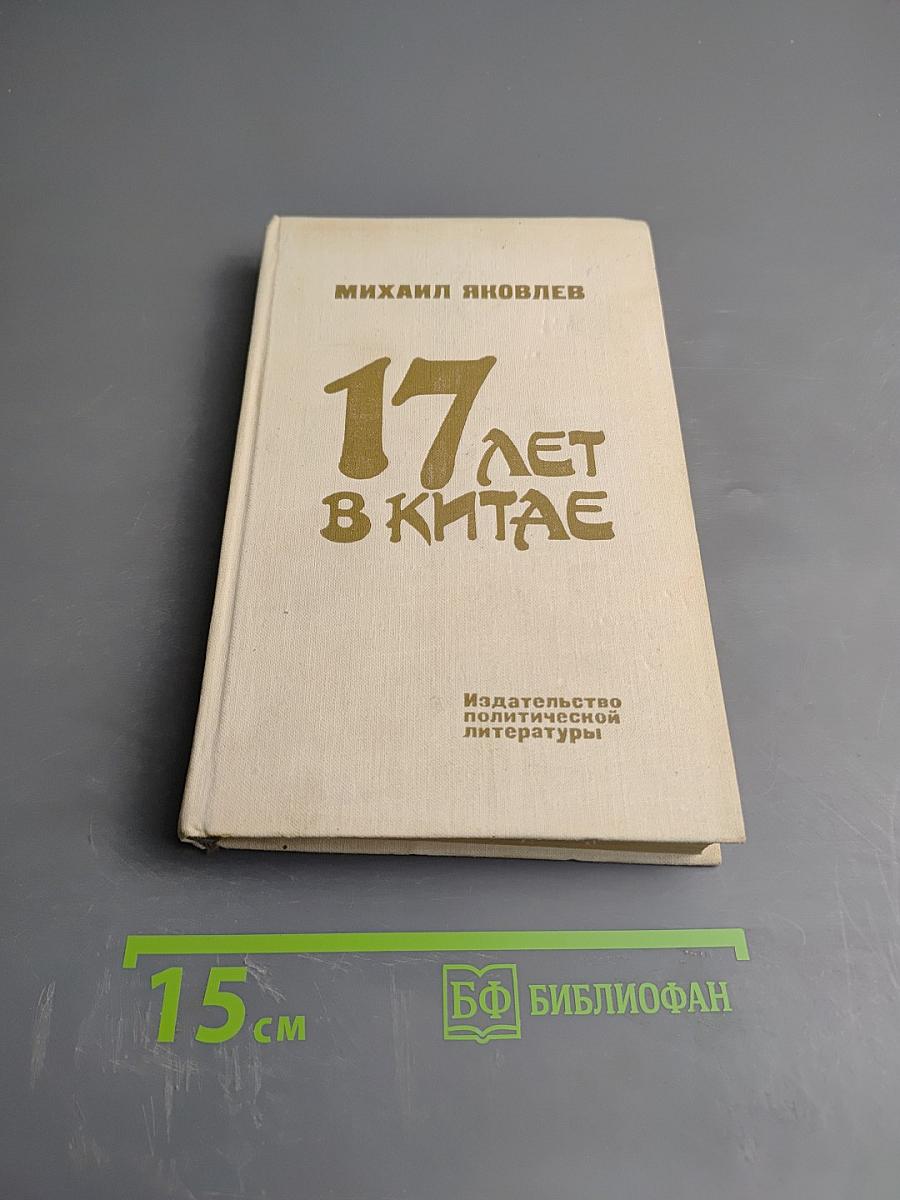 МИХАИЛ ЯКОВЛЕВ
17 ЛЕТ
В КИТАЕ
Издательство
политической
литературы
15 см
БФ БИБЛИОФАН